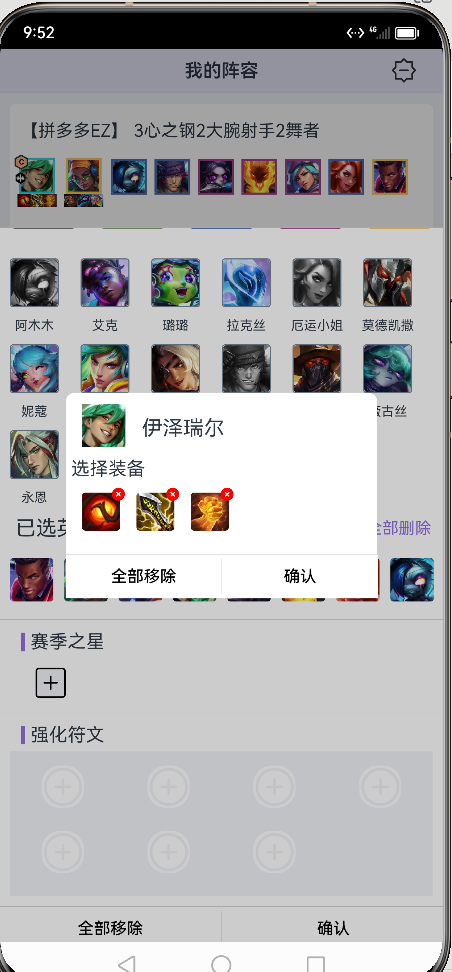 9:52
4G
我的阵容
【拼多多EZ】 3心之钢2大腕射手2舞者
C
阿木木 艾克 璐璐 拉克丝 厄运小姐 莫德凯撒
妮蔻 古丝
永恩
伊泽瑞尔
选择装备
全部移除 确认
已选英 全部删除
赛季之星
强化符文
全部移除 确认